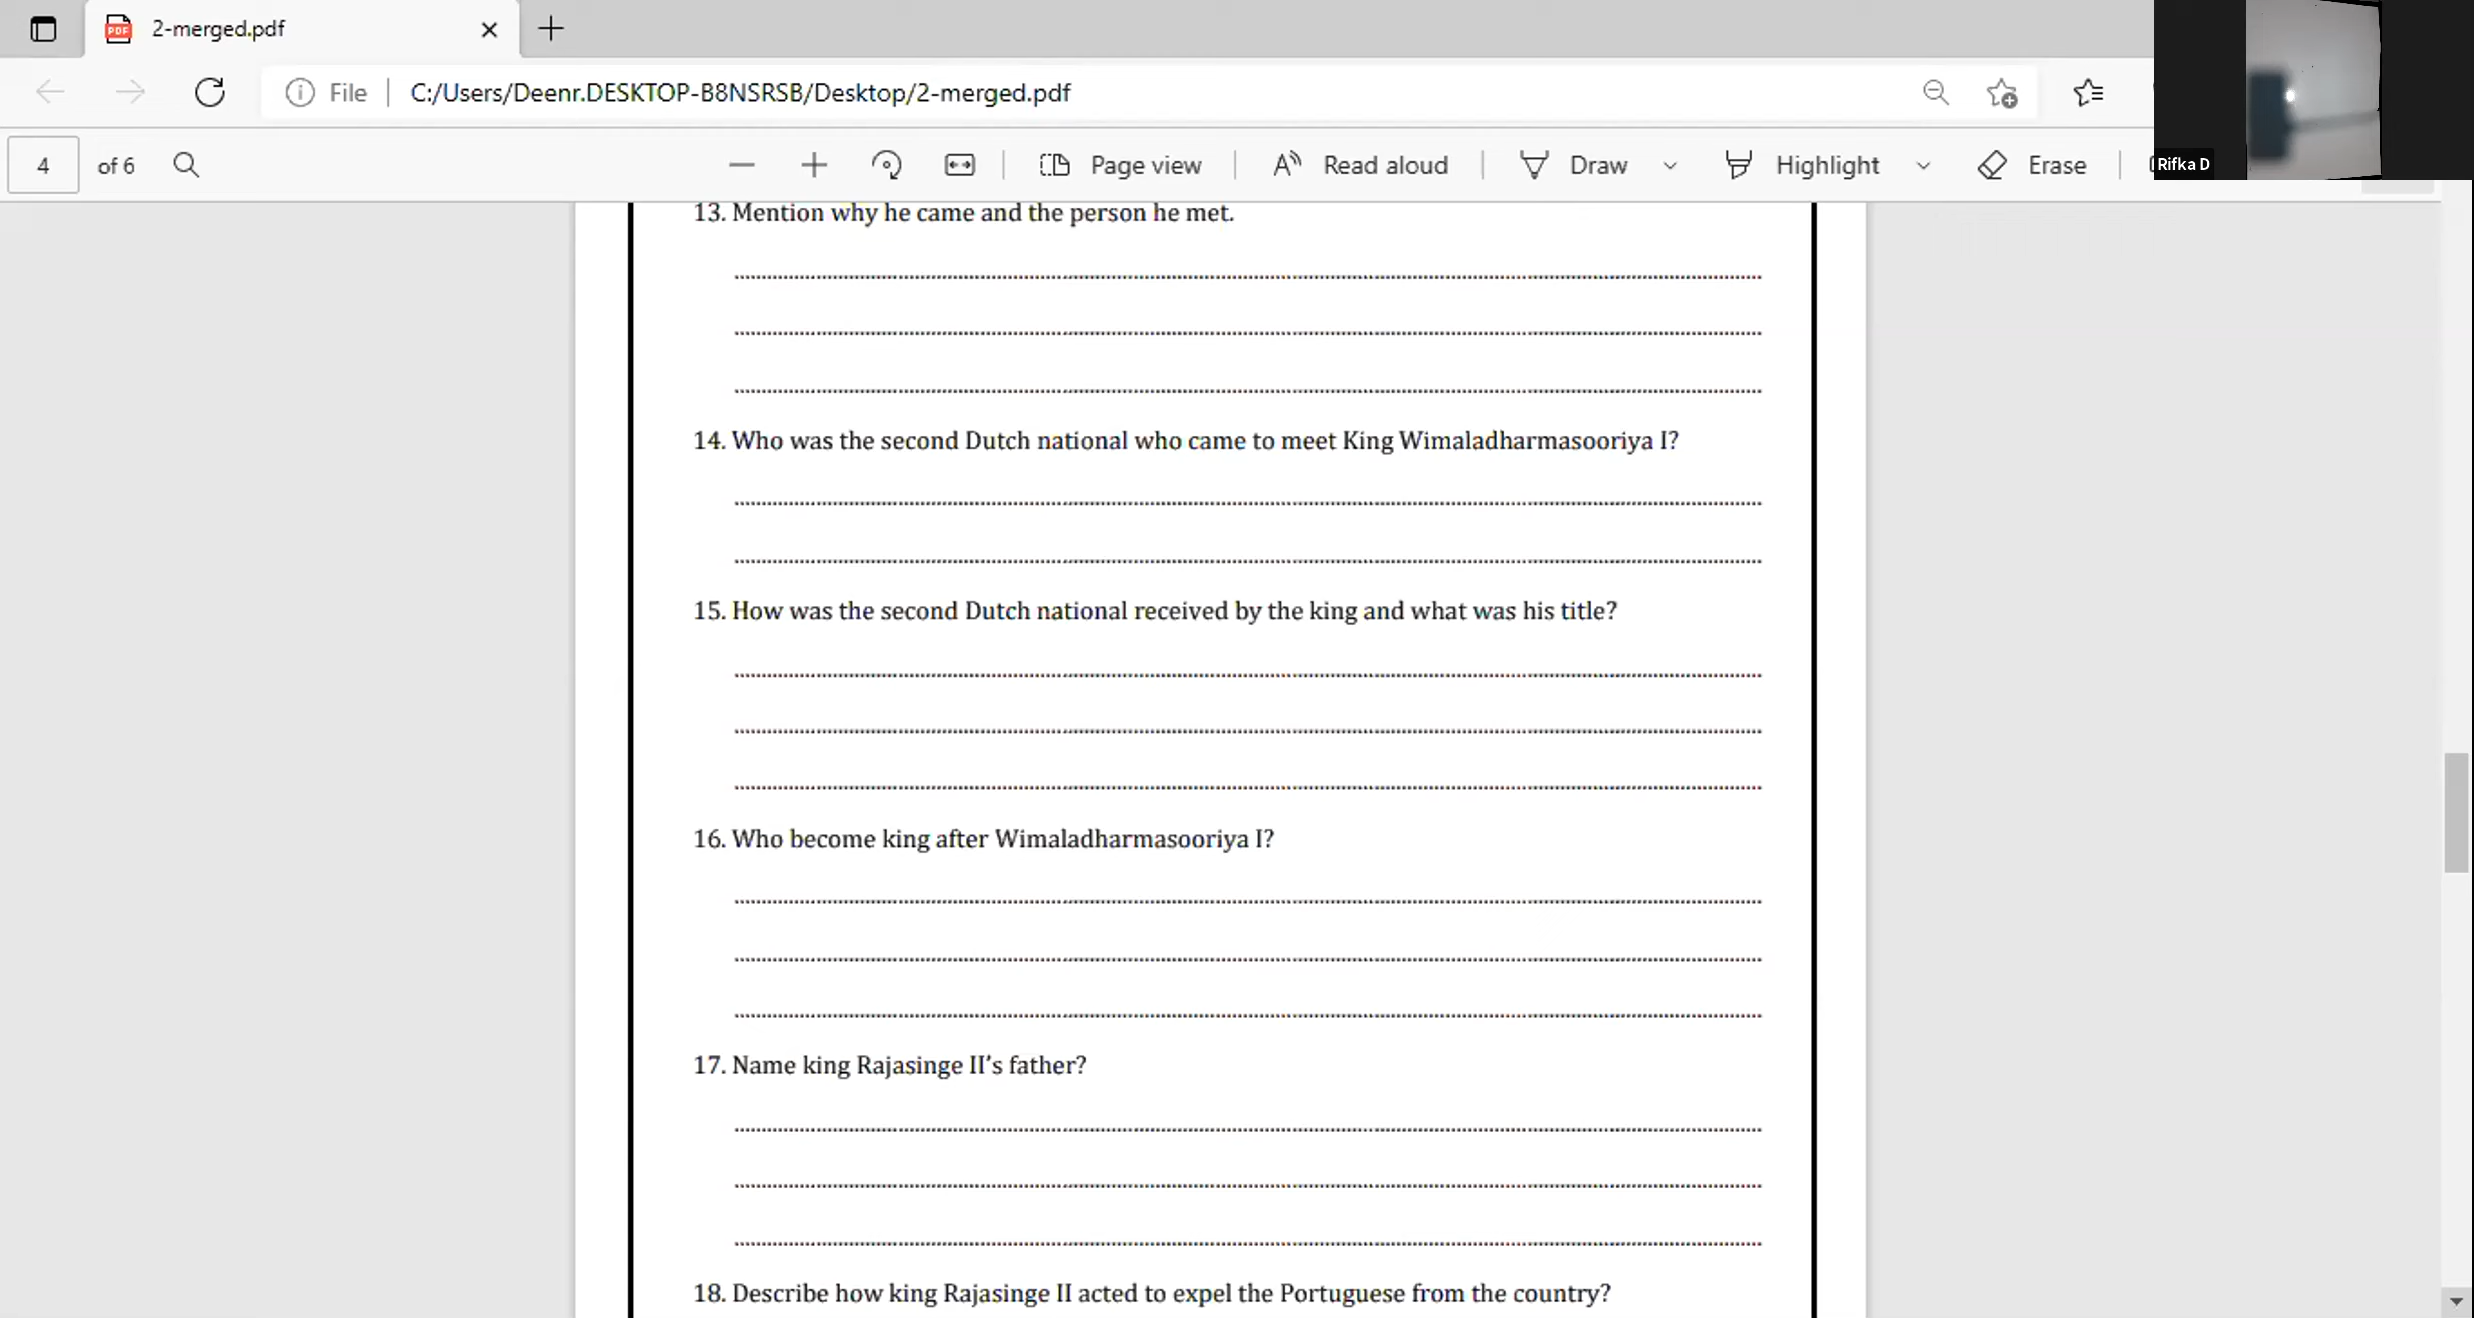 2-merged.pdf
File
C:/Users/Deenr.DESKTOP-B8NSRSB/Desktop/2-merged.pdf
4 of 6
Page view
Read aloud
Draw
Highlight
Erase
Rifka D
13. Mention why he came and the person he met.
14. Who was the second Dutch national who came to meet King Wimaladharmasooriya I?
15. How was the second Dutch national received by the king and what was his title?
16. Who become king after Wimaladharmasooriya I?
17. Name king Rajasinge II’s father?
18. Describe how king Rajasinge II acted to expel the Portuguese from the country?